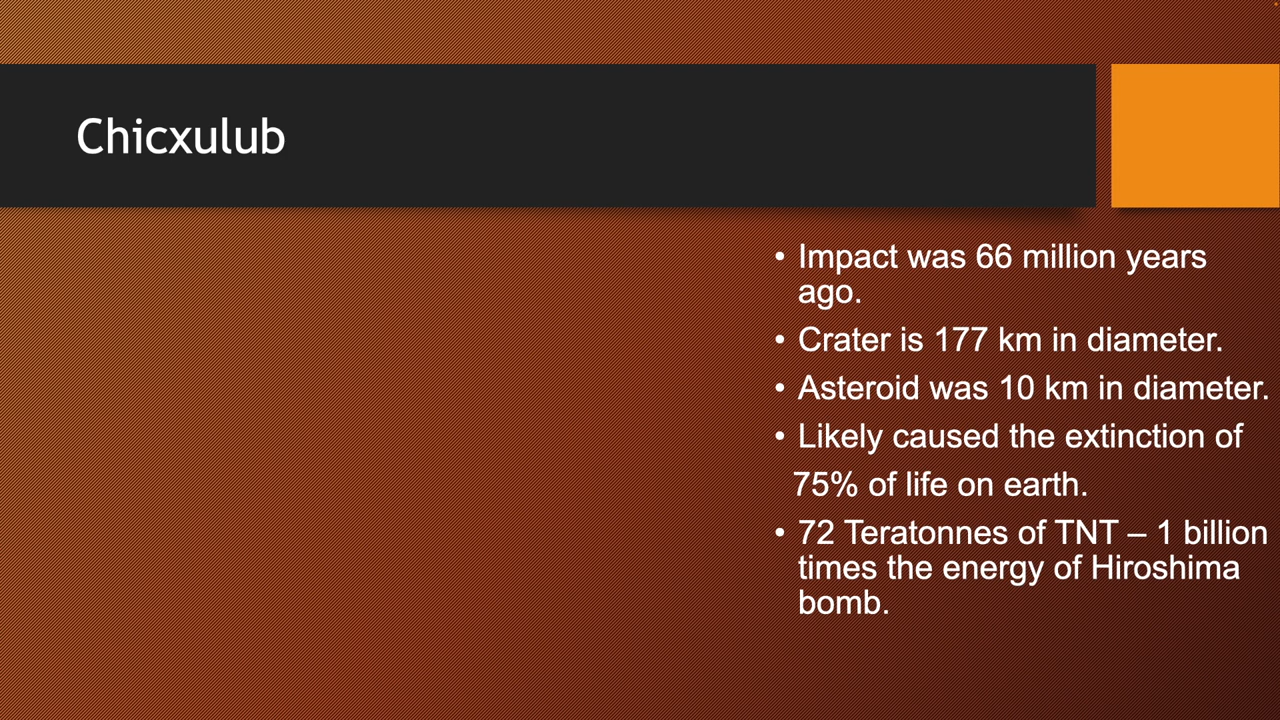 Chicxulub
• Impact was 66 million years
ago.
• Crater is 177 km in diameter.
• Asteroid was 10 km in diameter.
• Likely caused the extinction of
75% of life on earth.
• 72 Teratonnes of TNT – 1 billion
times the energy of Hiroshima
bomb.